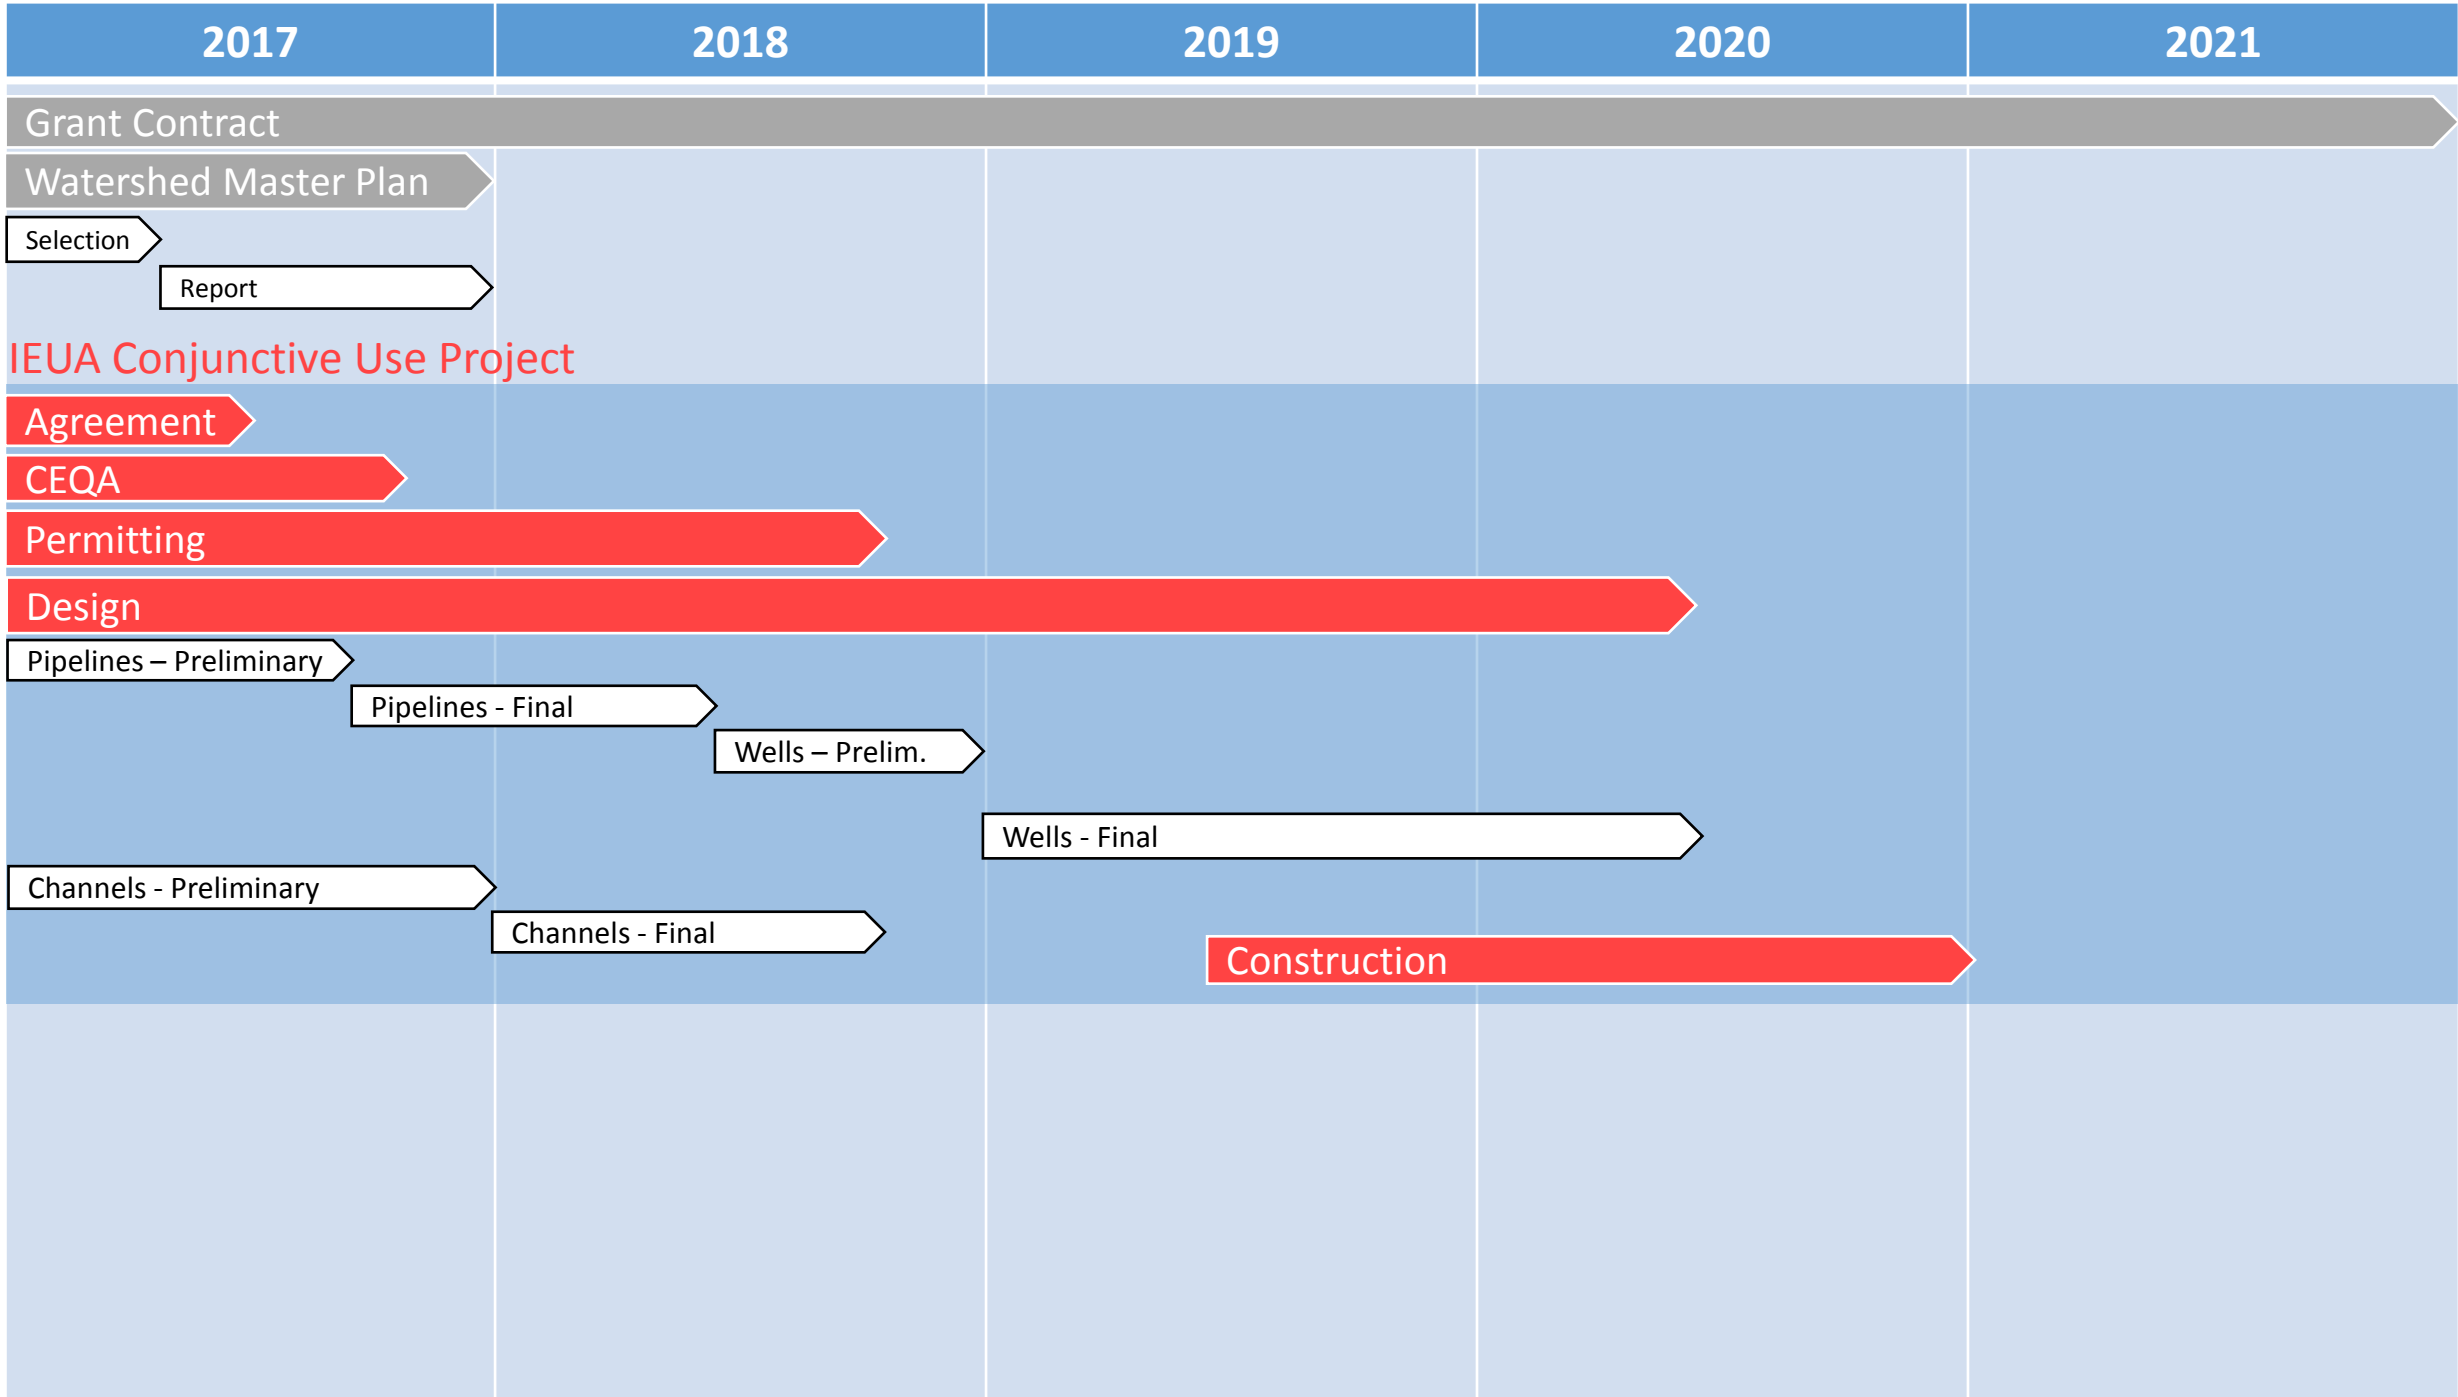 2017 2018 2019 2020 2021
Grant Contract
Watershed Master Plan
Selection
Report
IEUA Conjunctive Use Project
Agreement
CEQA
Permitting
Design
Pipelines – Preliminary
Pipelines - Final
Wells – Prelim.
Wells - Final
Channels - Preliminary
Channels - Final
Construction